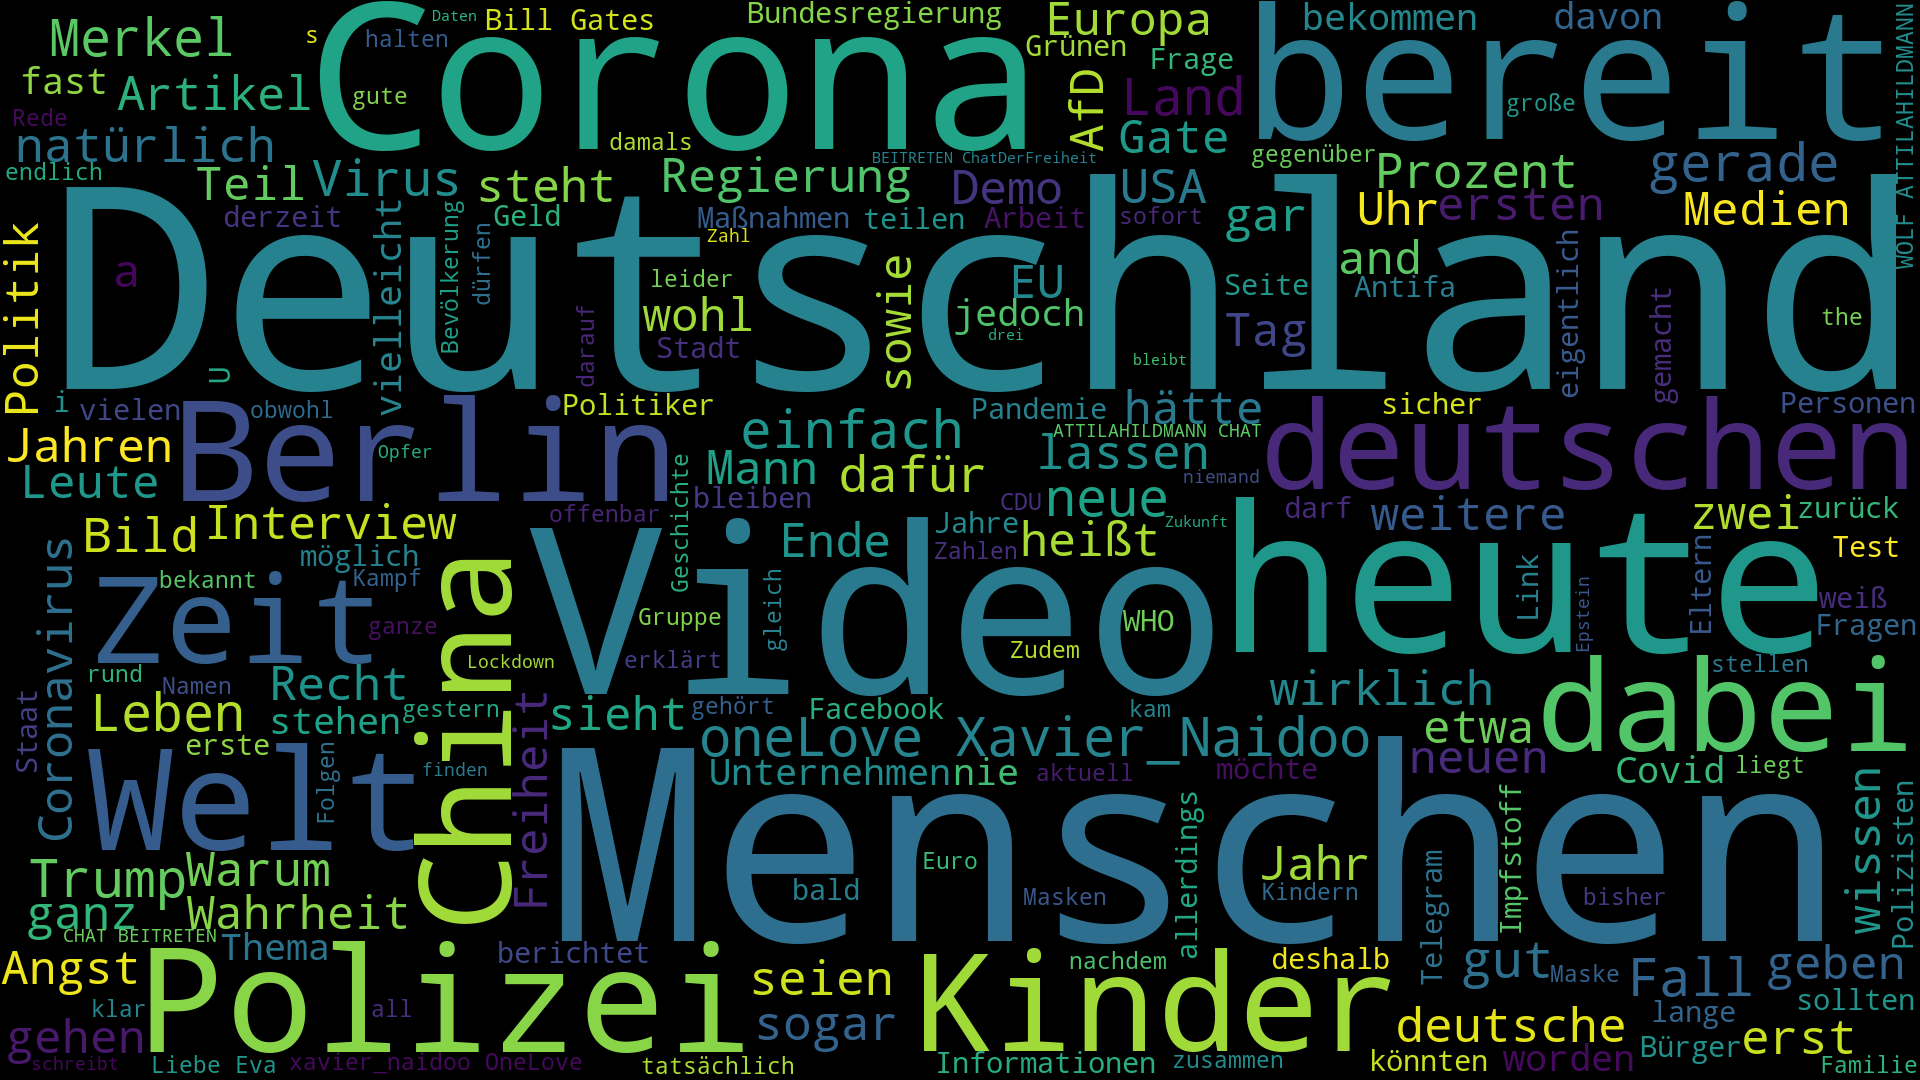 Corona
bereit
Daten
Bill Gates
Bundesregierung
Europa
bekommen
davon
Merkel
s
halten
Grünen
Frage
fast
Artikel
gute
AfD
Land
große
WOLF ATTILAHILDMANN
Rede
natürlich
damals
Gate
endlich
Teil
Virus
steht
Regierung
BEITRETEN ChatDerFreiheit
Demo
USA
gegenüber
Prozent
gerade
Deutschland
derzeit
vielleicht
Bevölkerung
dürfen
Geld
Maßnahmen
teilen
Arbeit
sofort
gar
Uhr
ersten
Medien
Politik
a
Zahl
leider
sowie
EU
and
Seite
Antifa
eigentlich
gemacht
the
wohl
jedoch
Tag
darauf
Stadt
drei
bleibt
U
i
vielen
obwohl
Berlin
Politiker
Pandemie
hätte
sicher
Personen
deutschen
Jahren
Opfer
einfach
ATTILAHILDMANN CHAT
lassen
Leute
Geschichte
Mann
dafür
niemand
bleiben
CDU
neue
darf
weitere
zwei
zurück
Bild
Interview
offenbar
Video
Ende
Jahre
heißt
Zukunft
heute
Zahlen
Test
Coronavirus
möglich
China
Zeit
bekannt
Kampf
gleich
Link
Epstein
Eltern
weiß
ganze
Gruppe
WHO
Fragen
Lockdown
erklärt
Zudem
stellen
dabei
rund
Namen
Recht
Freiheit
Staat
Leben
stehen
gestern
sieht
gehört
Facebook
kam
wirklich
etwa
erste
oneLove Xavier_Naidoo
neuen
Welt
Folgen
finden
Unternehmen
nie
aktuell
möchte
Covid
liegt
Menschen
wissen
Polizisten
Impfstoff
allerdings
Trump
Warum
Euro
Jahr
bald
Masken
Kindern
bisher
Telegram
ganz
Wahrheit
CHAT BEITRETEN
Thema
Polizei
berichtet
Kinder
nachdem
deshalb
gut
Maske
Fall
geben
Angst
seien
klar
all
sogar
sollten
lange
gehen
deutsche
erst
Bürger
schreibt
Liebe Eva
xavier_naidoo OneLove
tatsächlich
Informationen
zusammen
könnten
worden
Familie